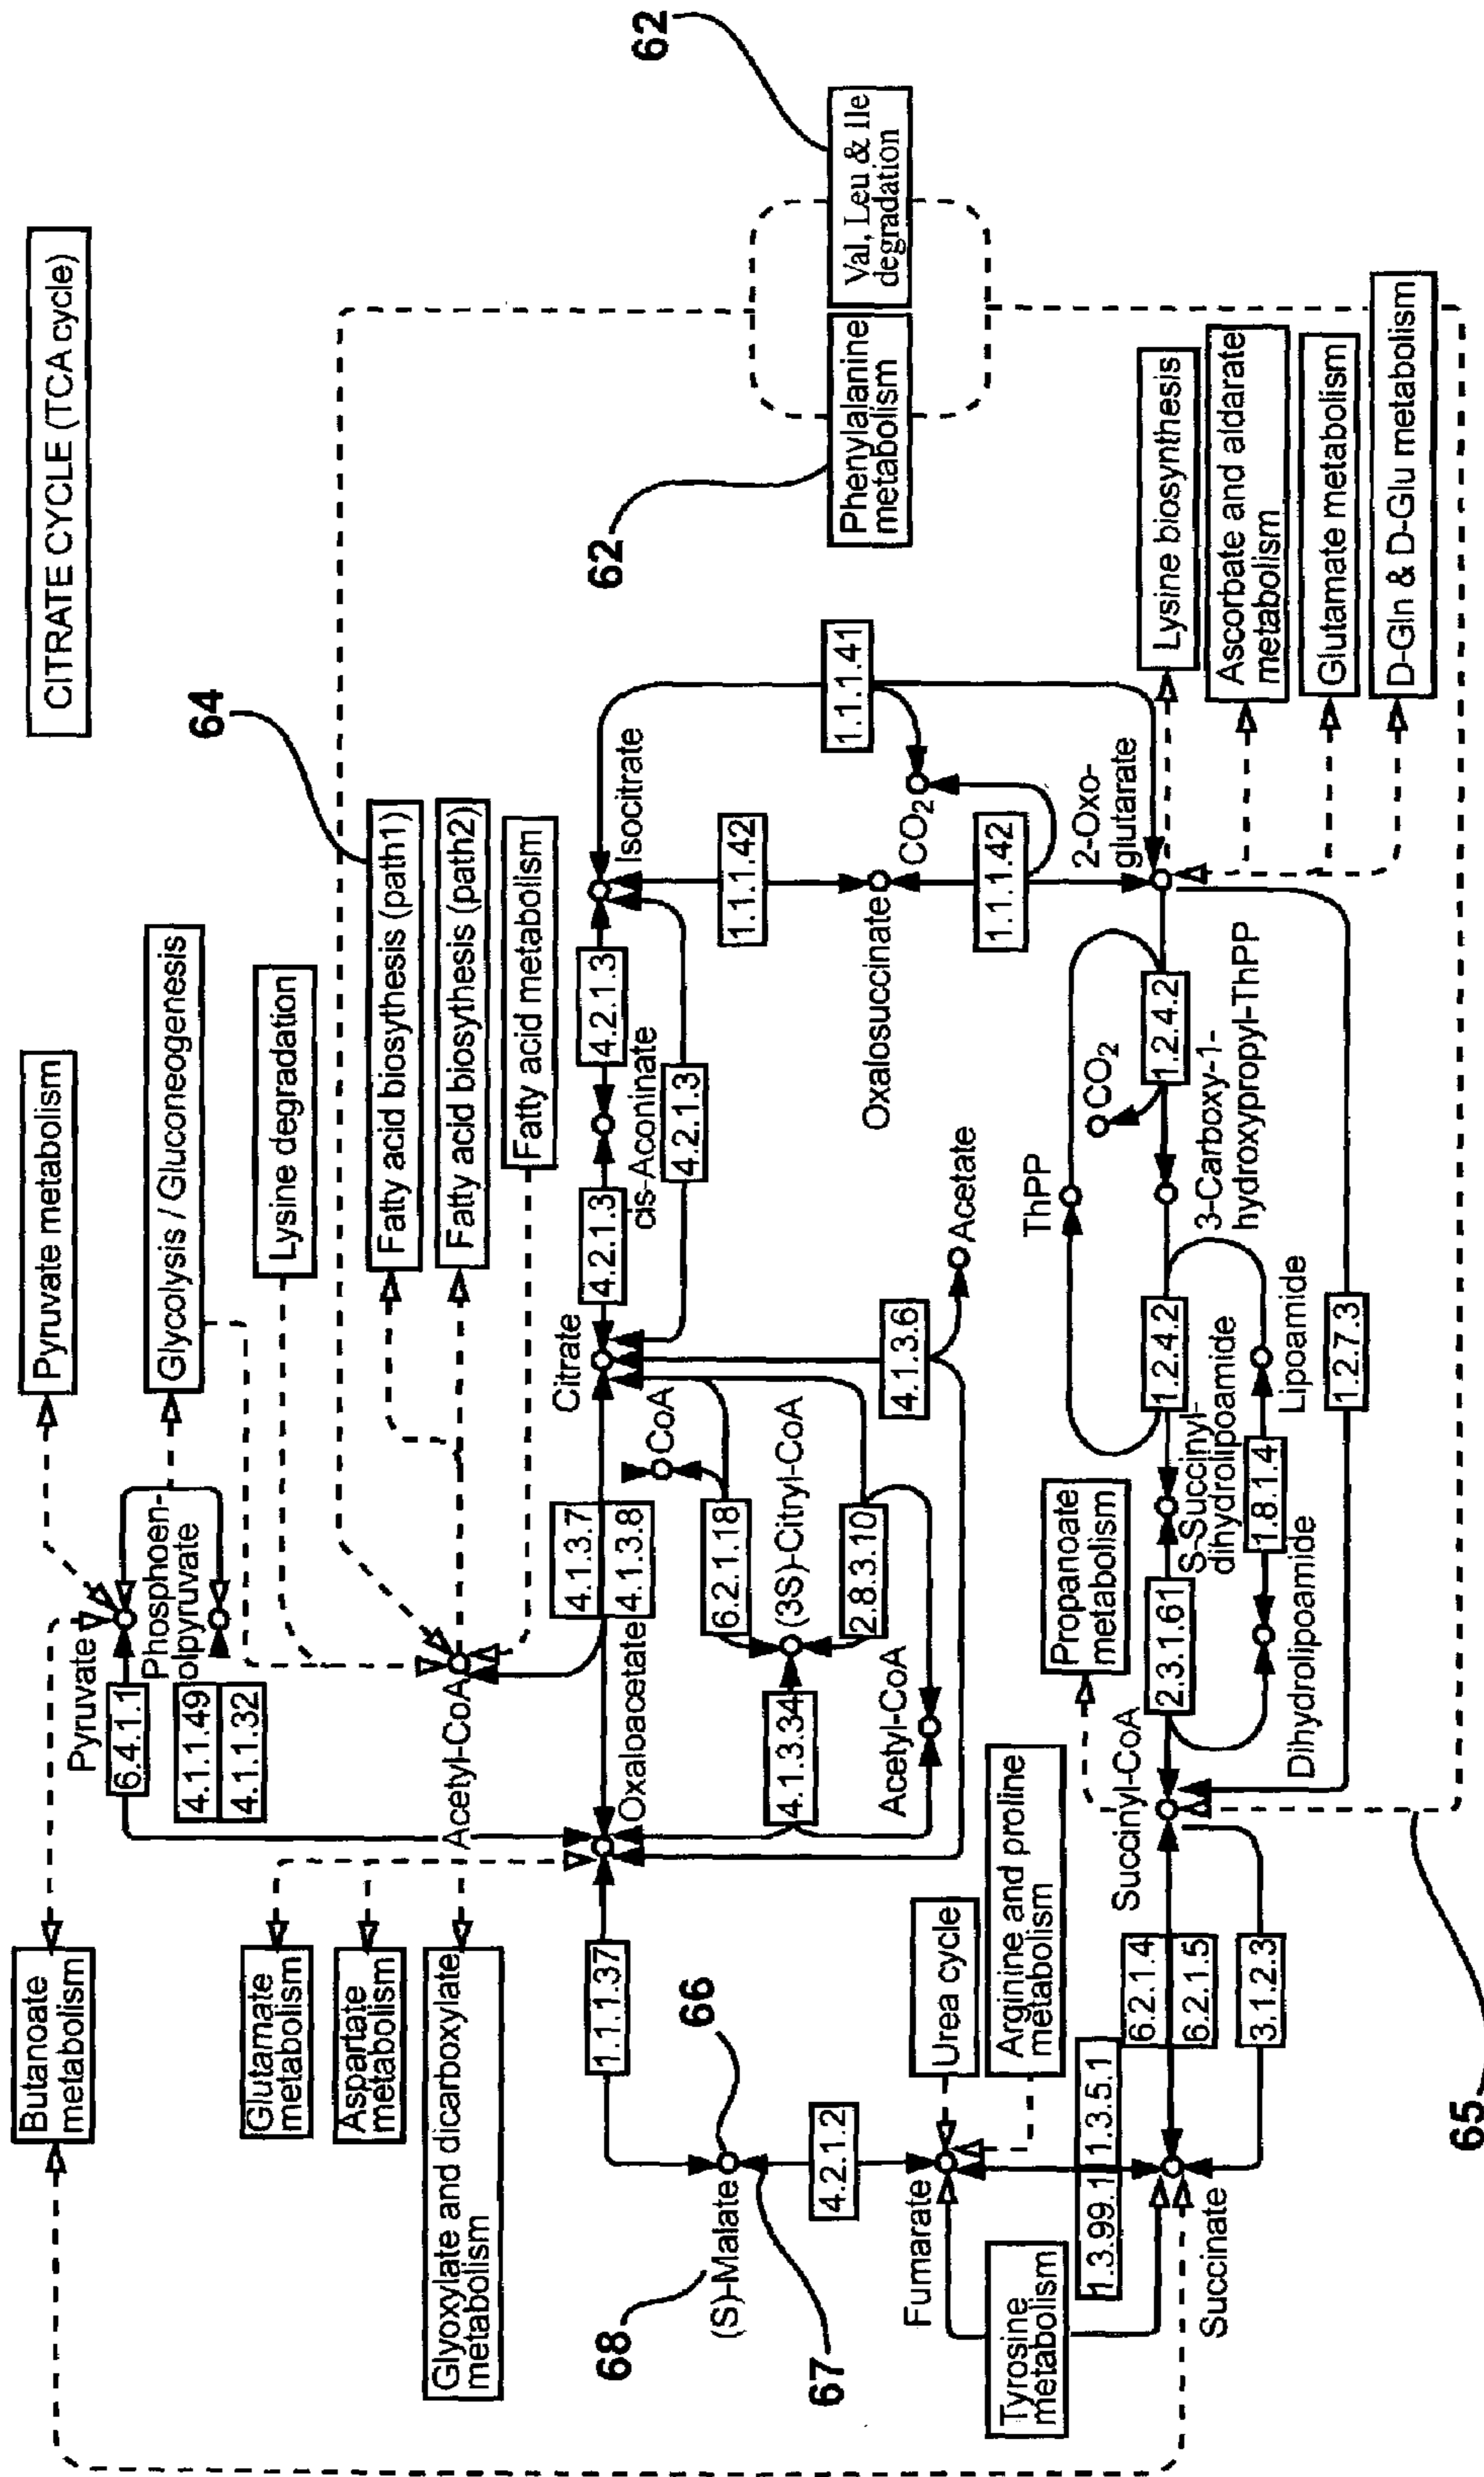 CITRATE CYCLE (TCA cycle)
Butanoate
metabolism
Pyruvate metabolism
Pyruvate
6.4.1.1
Phosphoen-
olpyruvate
4.1.1.49
4.1.1.32
Glycolysis / Gluconeogenesis
Glutamate
metabolism
Lysine degradation
64
Aspartate
metabolism
Fatty acid biosythesis (path1)
Acetyl-CoA
Fatty acid biosythesis (path2)
Glyoxylate and dicarboxylate
metabolism
Fatty acid metabolism
Citrate
Isocitrate
1.1.1.37
Oxaloacetate
4.1.3.7
4.1.3.8
4.2.1.3
cis-Aconinate
4.2.1.3
4.2.1.3
CoA
62
62
66
68
(S)-Malate
67
6.2.1.18
(3S)-Citryl-CoA
4.1.3.34
2.8.3.10
1.1.1.42
1.1.1.41
Phenylalanine
metabolism
Val, Leu & Ile
degradation
4.2.1.2
Acetyl-CoA
4.1.3.6
Acetate
Oxalosuccinate
CO2
Fumarate
Urea cycle
1.1.1.42
Arginine and proline
metabolism
Tyrosine
metabolism
1.3.99.1
1.3.5.1
Propanoate
metabolism
ThPP
CO2
2-Oxo-
glutarate
Succinyl-CoA
6.2.1.4
6.2.1.5
2.3.1.61
S-Succinyl-
dihydrolipoamide
1.2.4.2
1.2.4.2
3-Carboxy-1-
hydroxypropyl-ThPP
Lysine biosynthesis
Succinate
3.1.2.3
1.8.1.4
Ascorbate and aldarate
metabolism
Dihydrolipoamide
Lipoamide
Glutamate metabolism
1.2.7.3
D-Gln & D-Glu metabolism
65